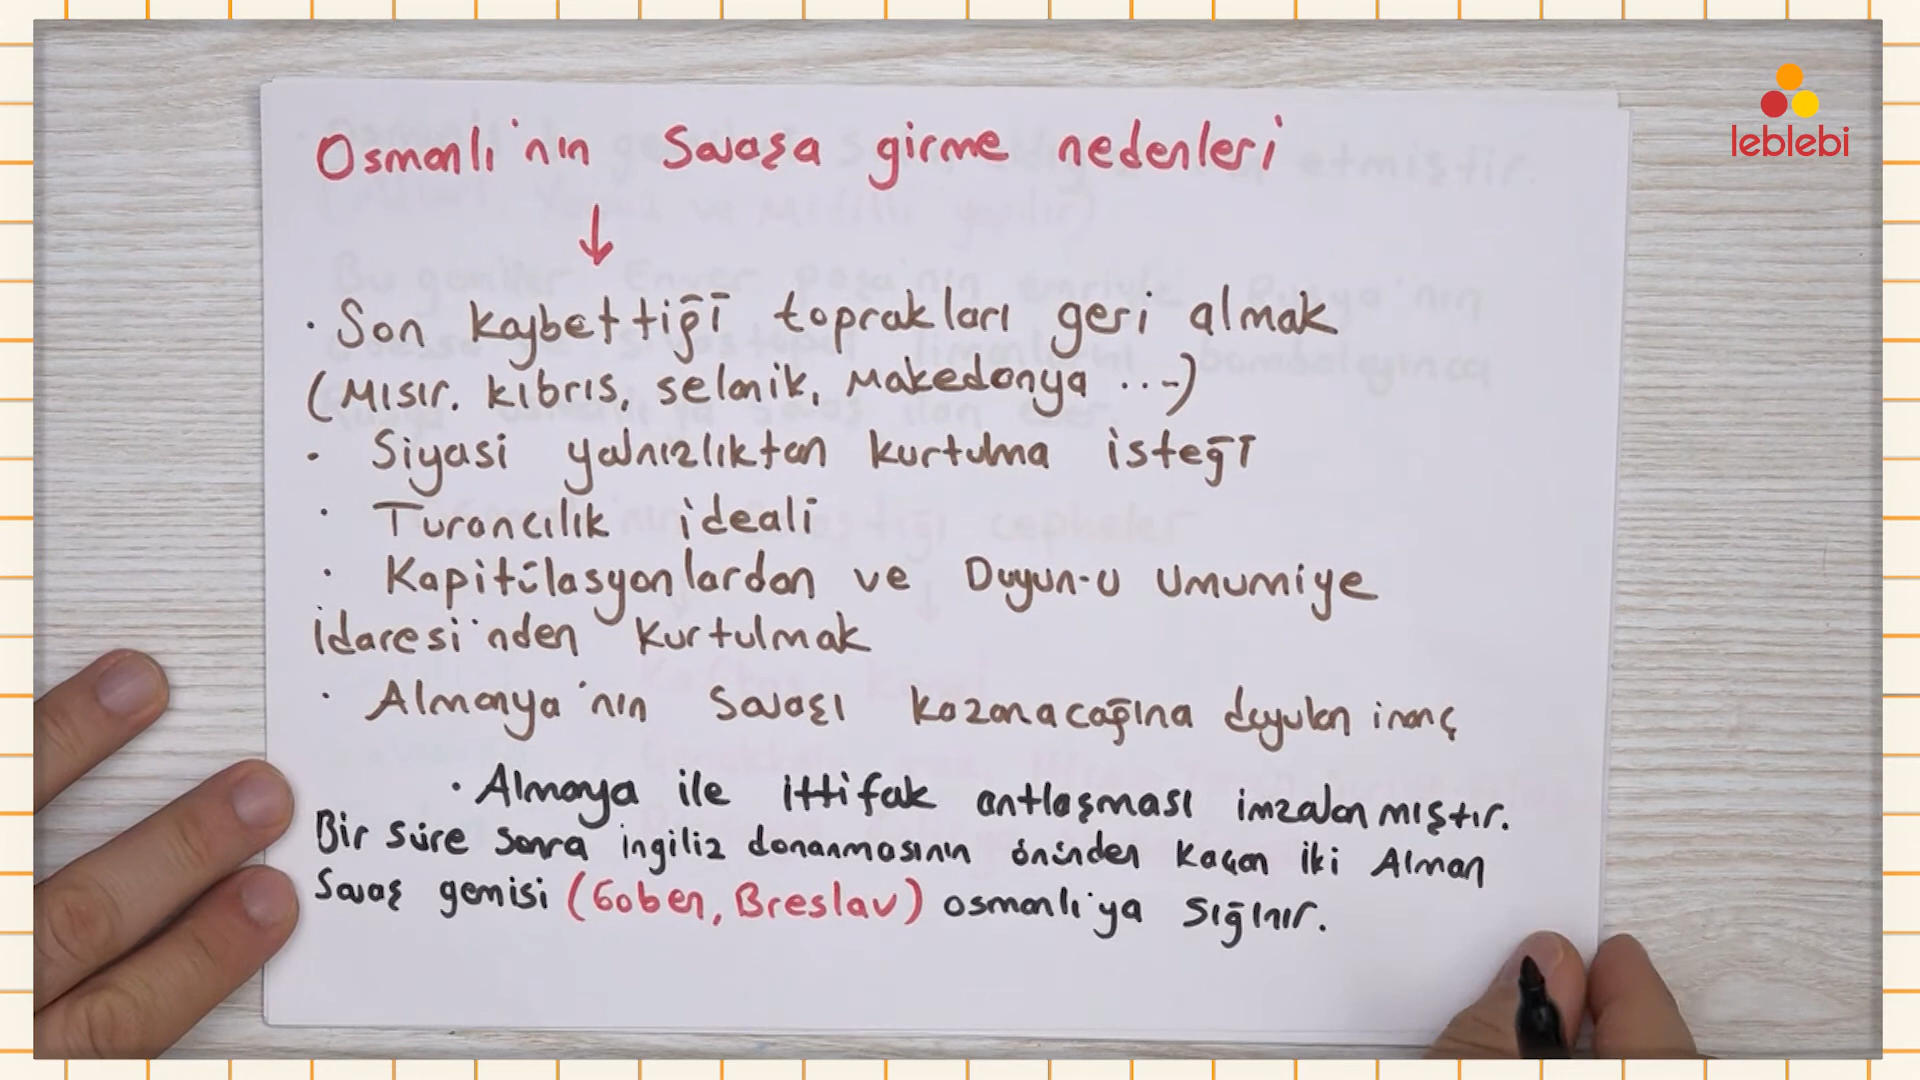 leblebi
Osmanlı'nın Savaşa girme nedenleri
↓
· Son kaybettiği toprakları geri almak
(Mısır. kıbrıs, selanik, Makedonya ...)
· Siyasi yalnızlıktan kurtulma isteği
· Turancılık ideali
· Kapitülasyonlardan ve Duyun-u Umumiye
İdaresi'nden kurtulmak
· Almanya'nın Savaşı kazanacağına duyulan inanç
· Almanya ile ittifak antlaşması imzalanmıştır.
Bir süre sonra ingiliz donanmasının önünden kaçan iki Alman
Savaş gemisi (Goben, Breslav) osmanlı'ya sığınır.